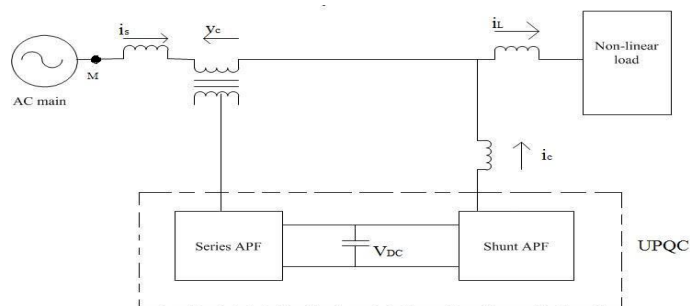 is
vc
iL
Non-linear
load
M
AC main
ic
Series APF
VDC
Shunt APF
UPQC